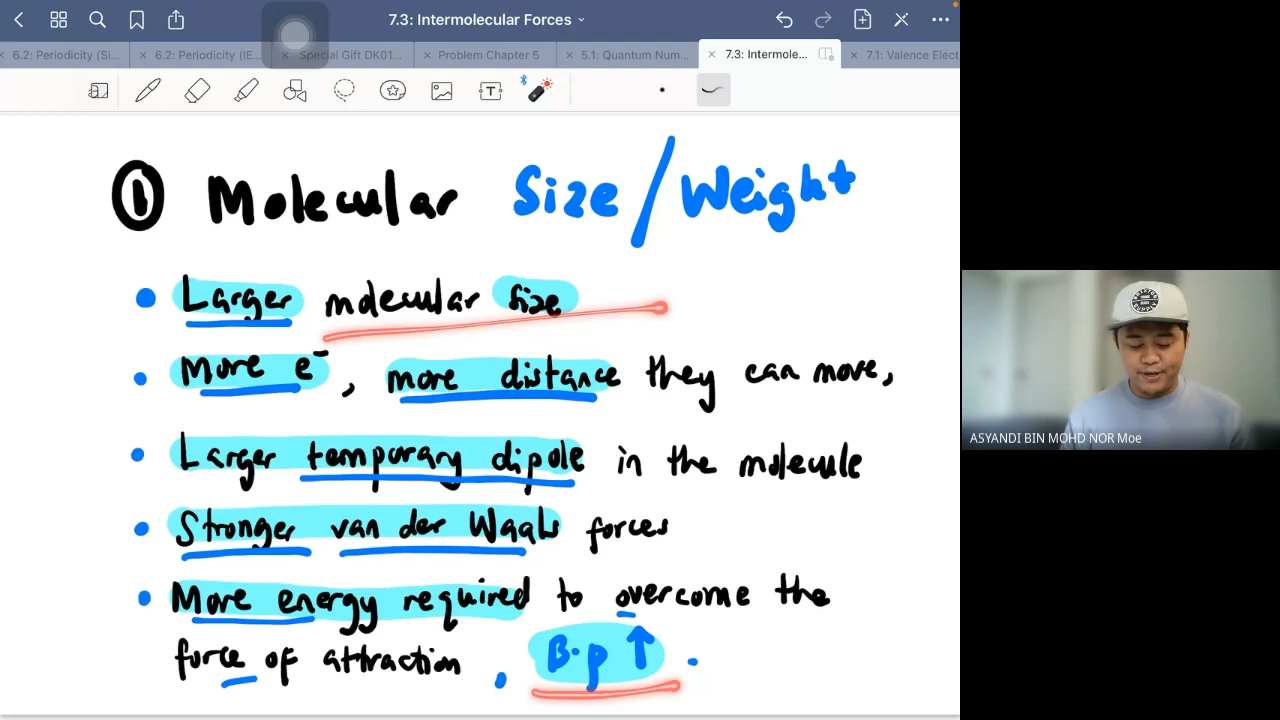 7.3: Intermolecular Forces
6.2: Periodicity (Si...
6.2: Periodicity (IE...
Special Gift DK01...
Problem Chapter 5
5.1: Quantum Num...
7.3: Intermole...
7.1: Valence Elect
① Molecular Size/Weight
• Larger molecular size
• More e⁻, more distance they can move,
• Larger temporary dipole in the molecule
• Stronger van der Waals forces
• More energy required to overcome the
force of attraction, B.p ↑.
ASYANDI BIN MOHD NOR Moe